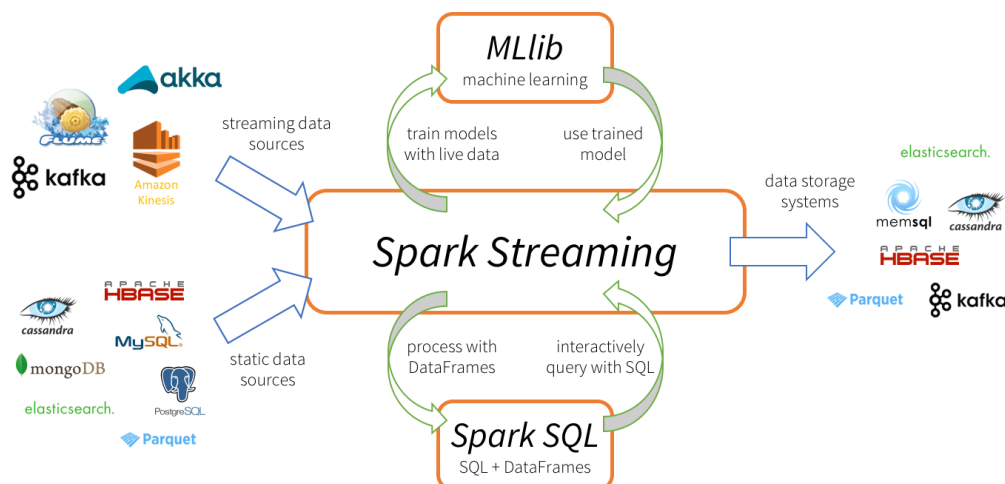 MLlib
machine learning
akka
FLUME
kafka
Amazon
Kinesis
streaming data
sources
train models
with live data
use trained
model
data storage
systems
elasticsearch.
memsql
cassandra
APACHE
HBASE
Parquet
kafka
Spark Streaming
APACHE
HBASE
cassandra
MySQL®
mongoDB
PostgreSQL
elasticsearch.
Parquet
static data
sources
process with
DataFrames
interactively
query with SQL
Spark SQL
SQL + DataFrames